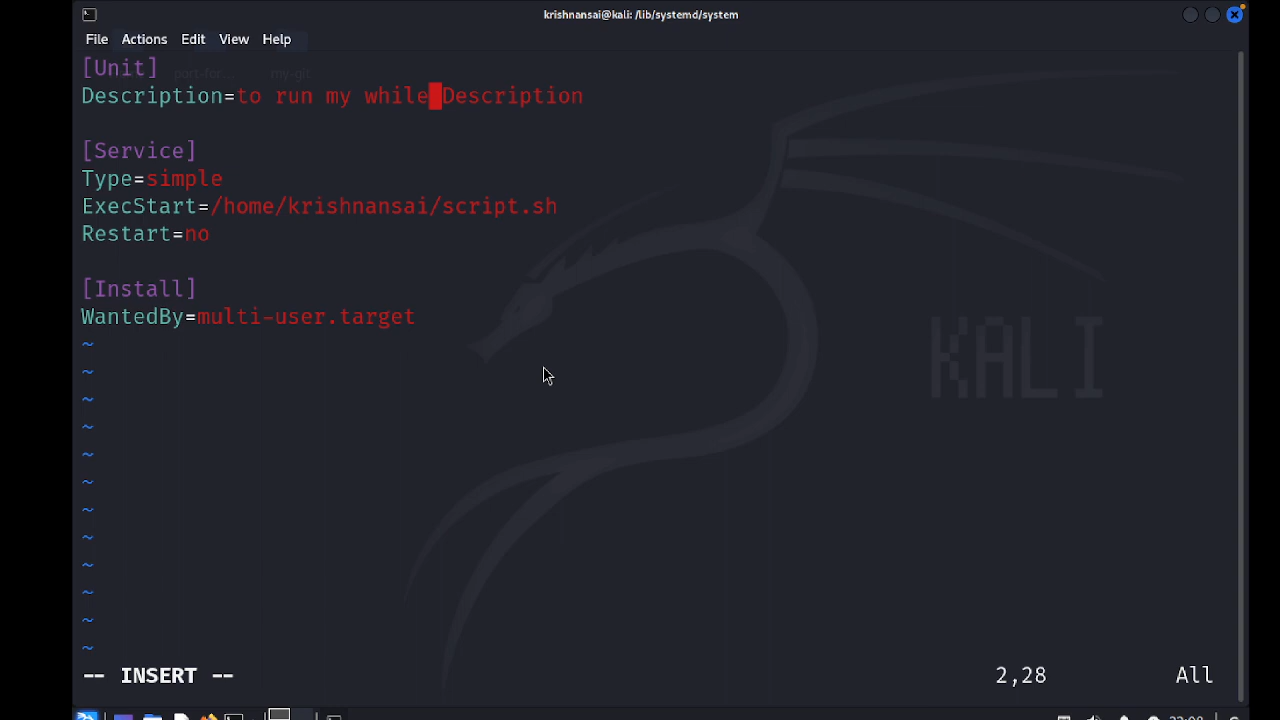 krishnansai@kali: /lib/systemd/system
File Actions Edit View Help
[Unit]
Description=to run my while Description
[Service]
Type=simple
ExecStart=/home/krishnansai/script.sh
Restart=no
[Install]
WantedBy=multi-user.target
~
~
~
~
~
~
~
~
~
~
~
~
KALI
-- INSERT -- 2,28 All